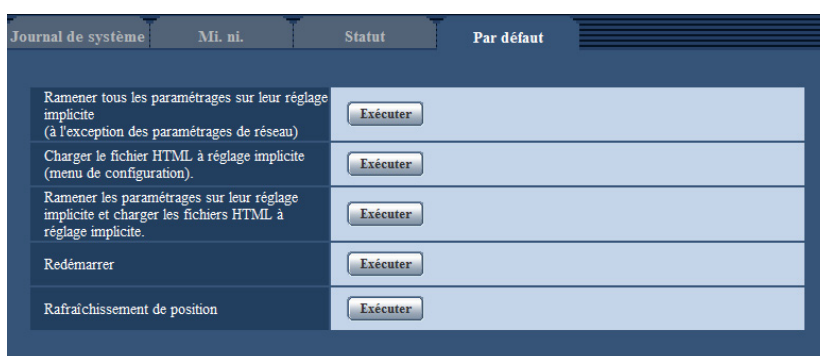 Journal de système Mi. ni. Statut Par défaut
Ramener tous les paramétrages sur leur réglage
implicite
(à l'exception des paramétrages de réseau)
Exécuter
Charger le fichier HTML à réglage implicite
(menu de configuration).
Exécuter
Ramener les paramétrages sur leur réglage
implicite et charger les fichiers HTML à
réglage implicite.
Exécuter
Redémarrer
Exécuter
Rafraîchissement de position
Exécuter